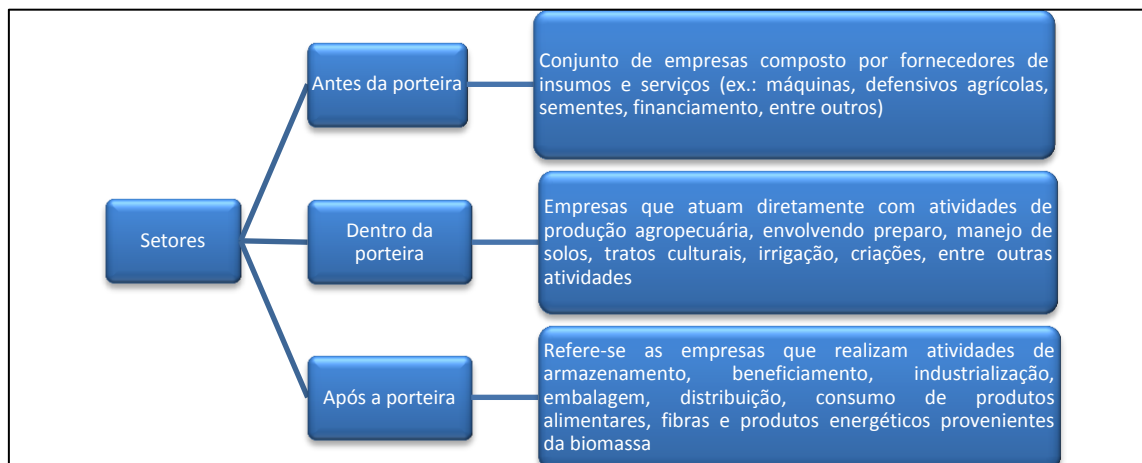 Setores
Antes da porteira
Conjunto de empresas composto por fornecedores de
insumos e serviços (ex.: máquinas, defensivos agrícolas,
sementes, financiamento, entre outros)
Dentro da
porteira
Empresas que atuam diretamente com atividades de
produção agropecuária, envolvendo preparo, manejo de
solos, tratos culturais, irrigação, criações, entre outras
atividades
Após a porteira
Refere-se as empresas que realizam atividades de
armazenamento, beneficiamento, industrialização,
embalagem, distribuição, consumo de produtos
alimentares, fibras e produtos energéticos provenientes
da biomassa